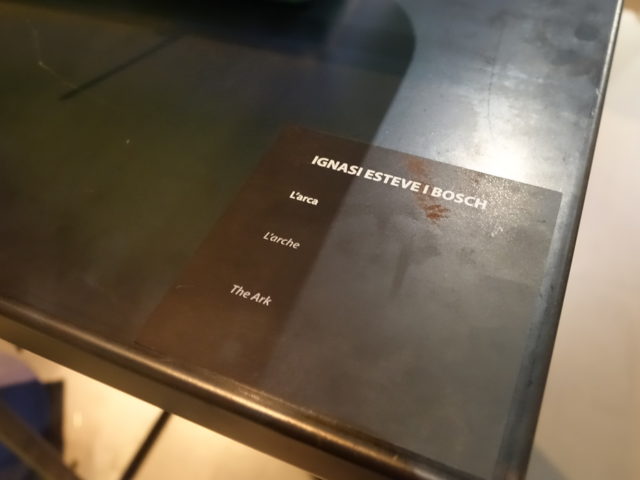 IGNASI ESTEVE I BOSCH
L'arca
L'arche
The Ark